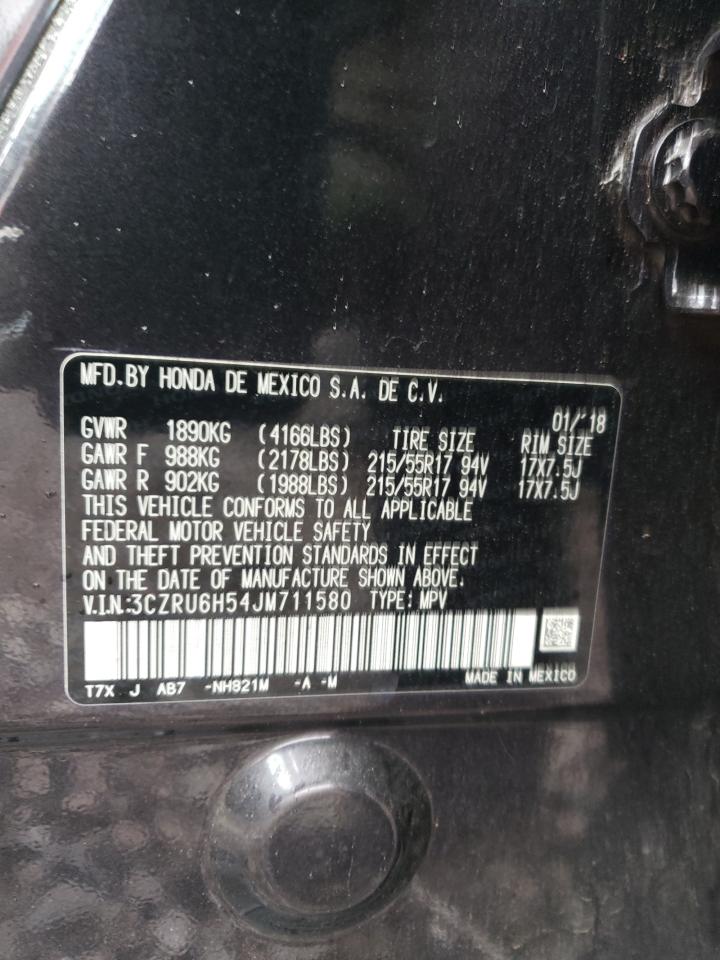 MFD.BY HONDA DE MEXICO S.A. DE C.V.
01/'18
GVWR 1890KG (4166LBS) TIRE SIZE RIM SIZE
GAWR F 988KG (2178LBS) 215/55R17 94V 17X7.5J
GAWR R 902KG (1988LBS) 215/55R17 94V 17X7.5J
THIS VEHICLE CONFORMS TO ALL APPLICABLE
FEDERAL MOTOR VEHICLE SAFETY
AND THEFT PREVENTION STANDARDS IN EFFECT
ON THE DATE OF MANUFACTURE SHOWN ABOVE.
V.I.N.:3CZRU6H54JM711580 TYPE: MPV
T7X J AB7 -NH821M -A -M MADE IN MEXICO